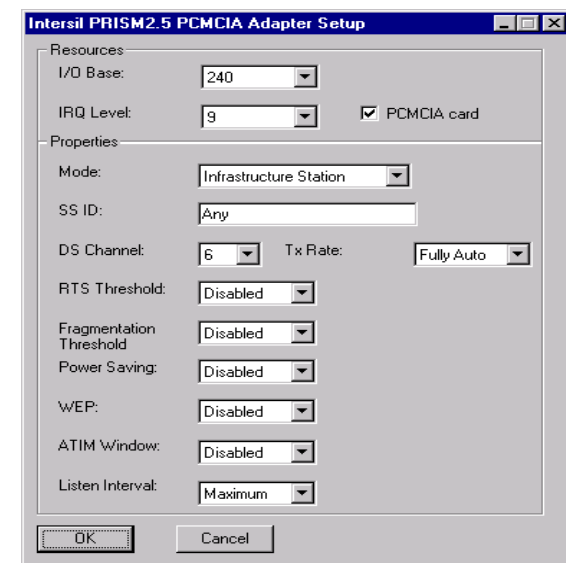 Intersil PRISM2.5 PCMCIA Adapter Setup
Resources
I/O Base: 240
IRQ Level: 9 PCMCIA card
Properties
Mode: Infrastructure Station
SS ID: Any
DS Channel: 6 Tx Rate: Fully Auto
RTS Threshold: Disabled
Fragmentation
Threshold Disabled
Power Saving: Disabled
WEP: Disabled
ATIM Window: Disabled
Listen Interval: Maximum
OK Cancel